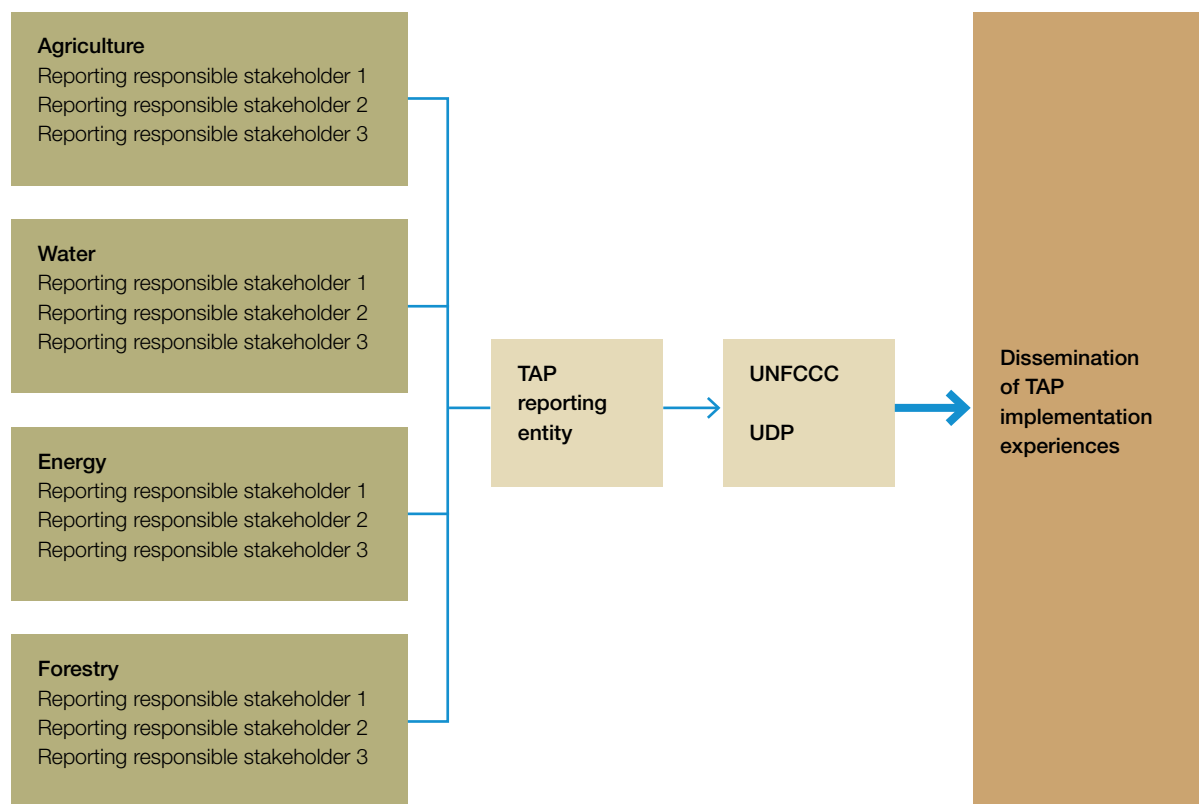 Agriculture
Reporting responsible stakeholder 1
Reporting responsible stakeholder 2
Reporting responsible stakeholder 3
Water
Reporting responsible stakeholder 1
Reporting responsible stakeholder 2
Reporting responsible stakeholder 3
Energy
Reporting responsible stakeholder 1
Reporting responsible stakeholder 2
Reporting responsible stakeholder 3
Forestry
Reporting responsible stakeholder 1
Reporting responsible stakeholder 2
Reporting responsible stakeholder 3
TAP
reporting
entity
UNFCCC
UDP
Dissemination
of TAP
implementation
experiences